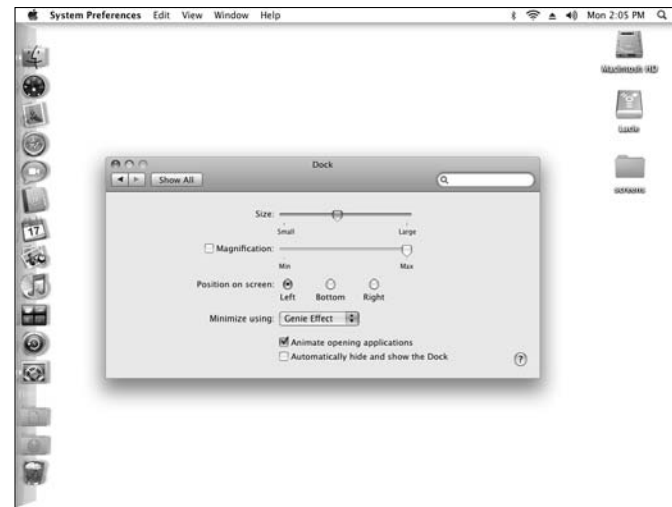 System Preferences Edit View Window Help Mon 2:05 PM
Macintosh HD
Lucie
screens
Dock
Show All
Size:
Small Large
Magnification:
Min Max
Position on screen:
Left Bottom Right
Minimize using: Genie Effect
Animate opening applications
Automatically hide and show the Dock
?
17